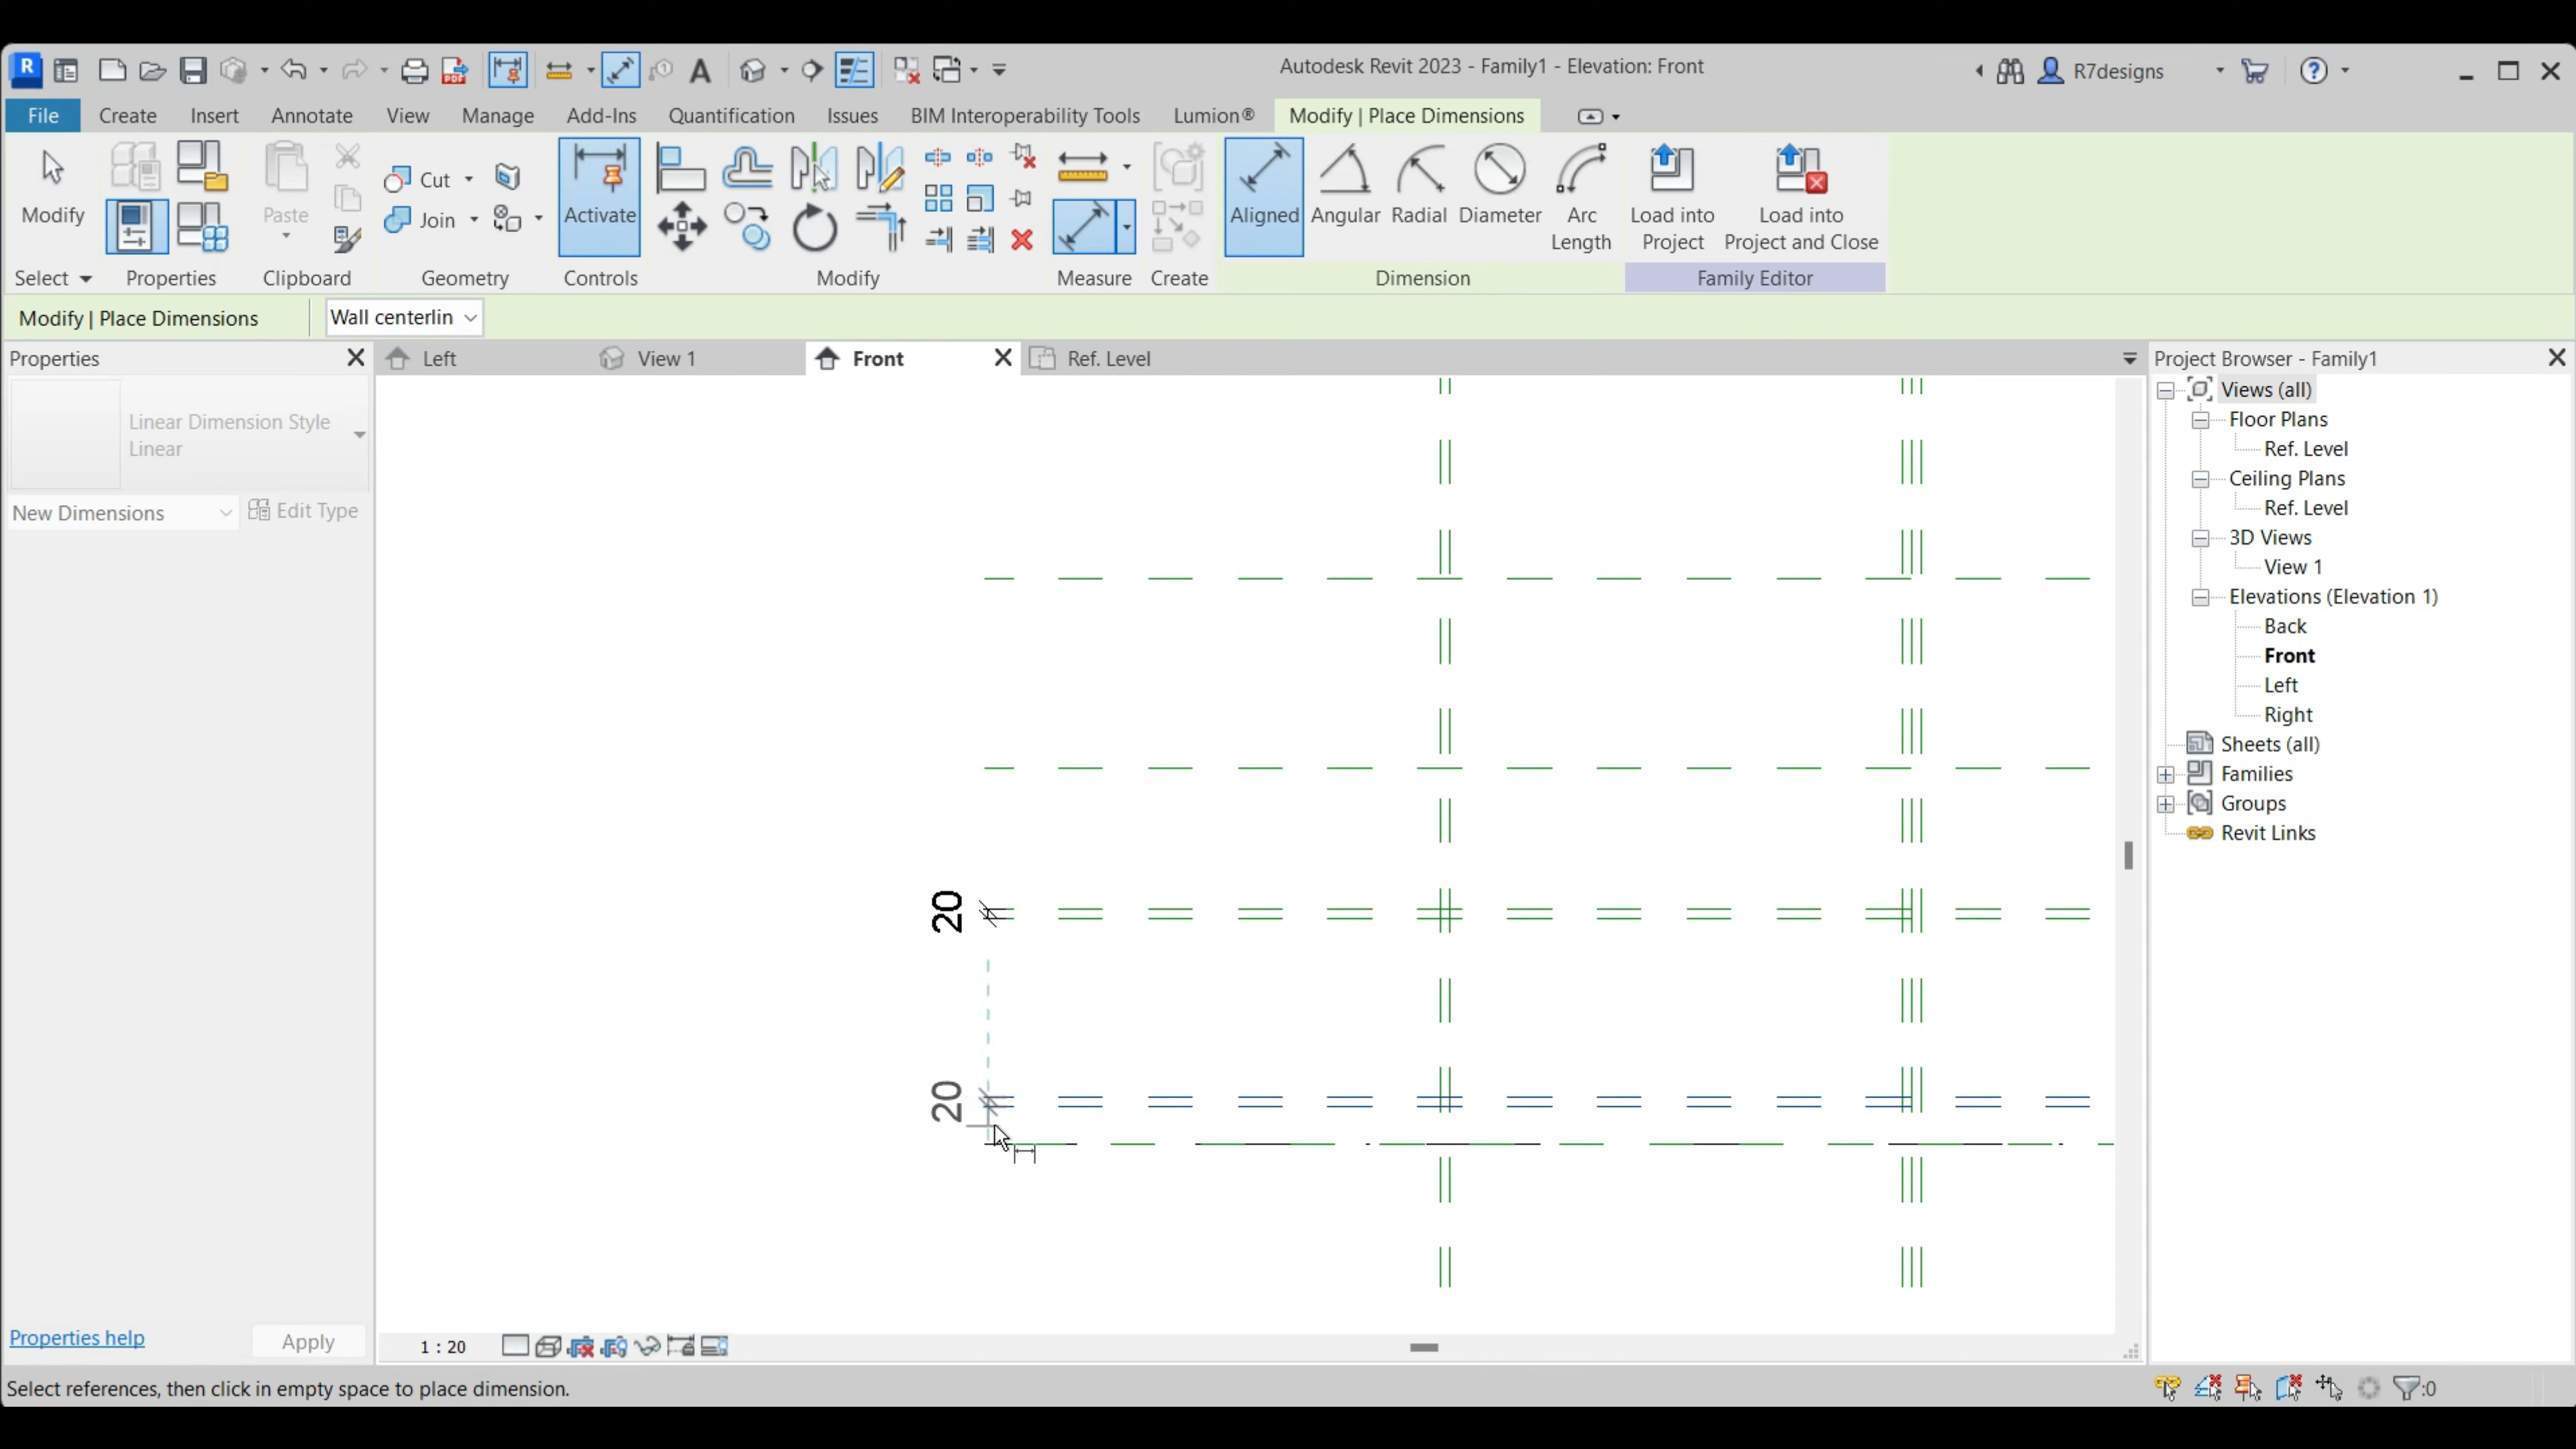 R
Autodesk Revit 2023 - Family1 - Elevation: Front
R7designs
File Create Insert Annotate View Manage Add-Ins Quantification Issues BIM Interoperability Tools Lumion® Modify | Place Dimensions
Modify
Paste
Cut
Join
Activate
Aligned Angular Radial Diameter Arc Length Load into Project Load into Project and Close
Select Properties Clipboard Geometry Controls Modify Measure Create Dimension Family Editor
Modify | Place Dimensions Wall centerlin
Properties
Left View 1 Front Ref. Level
Project Browser - Family1
Linear Dimension Style
Linear
New Dimensions Edit Type
Views (all)
Floor Plans
Ref. Level
Ceiling Plans
Ref. Level
3D Views
View 1
Elevations (Elevation 1)
Back
Front
Left
Right
Sheets (all)
Families
Groups
Revit Links
20
20
Properties help Apply
1 : 20
Select references, then click in empty space to place dimension.
:0